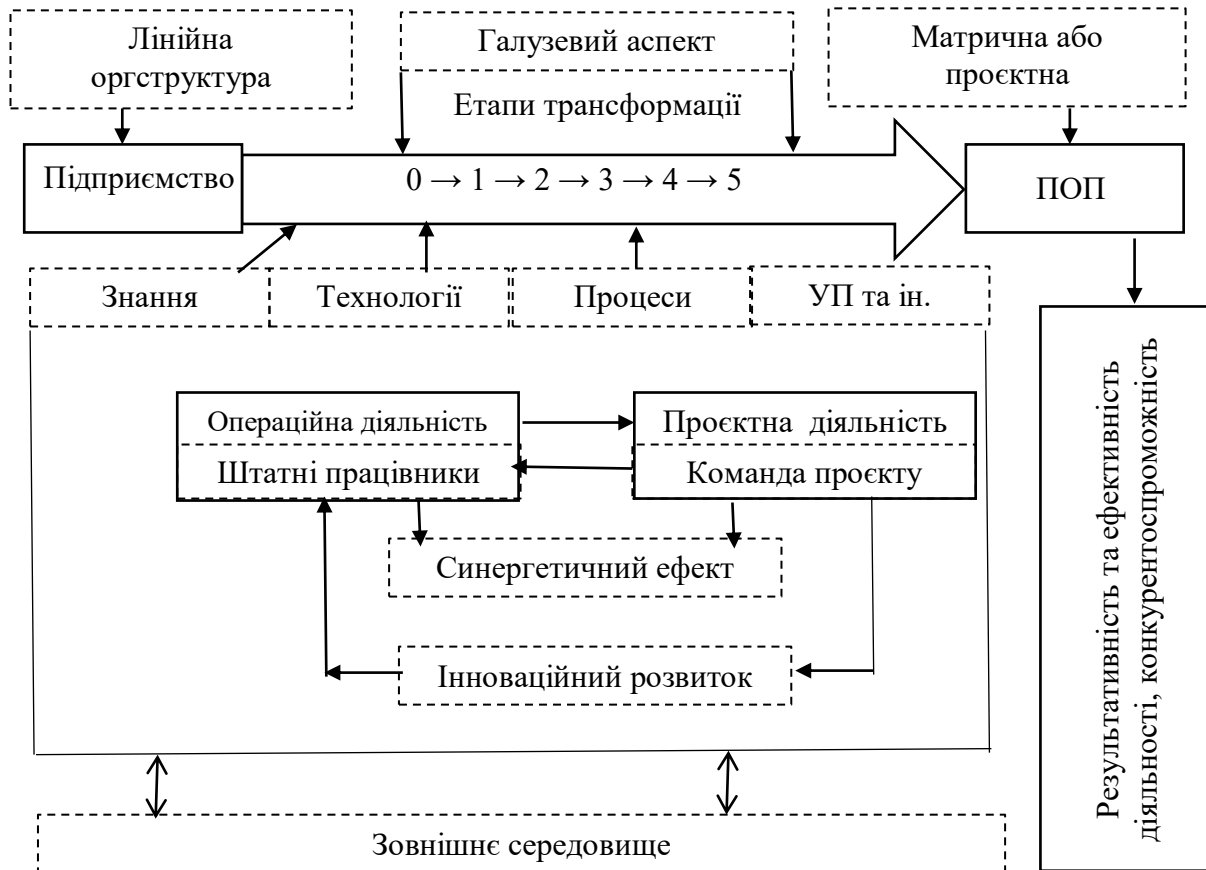 Лінійна
оргструктура
Галузевий аспект
Матрична або
проєктна
Етапи трансформації
Підприємство
0 → 1 → 2 → 3 → 4 → 5
ПОП
Знання
Технології
Процеси
УП та ін.
Операційна діяльність
Проєктна діяльність
Штатні працівники
Команда проєкту
Синергетичний ефект
Інноваційний розвиток
Результативність та ефективність
діяльності, конкурентоспроможність
Зовнішнє середовище